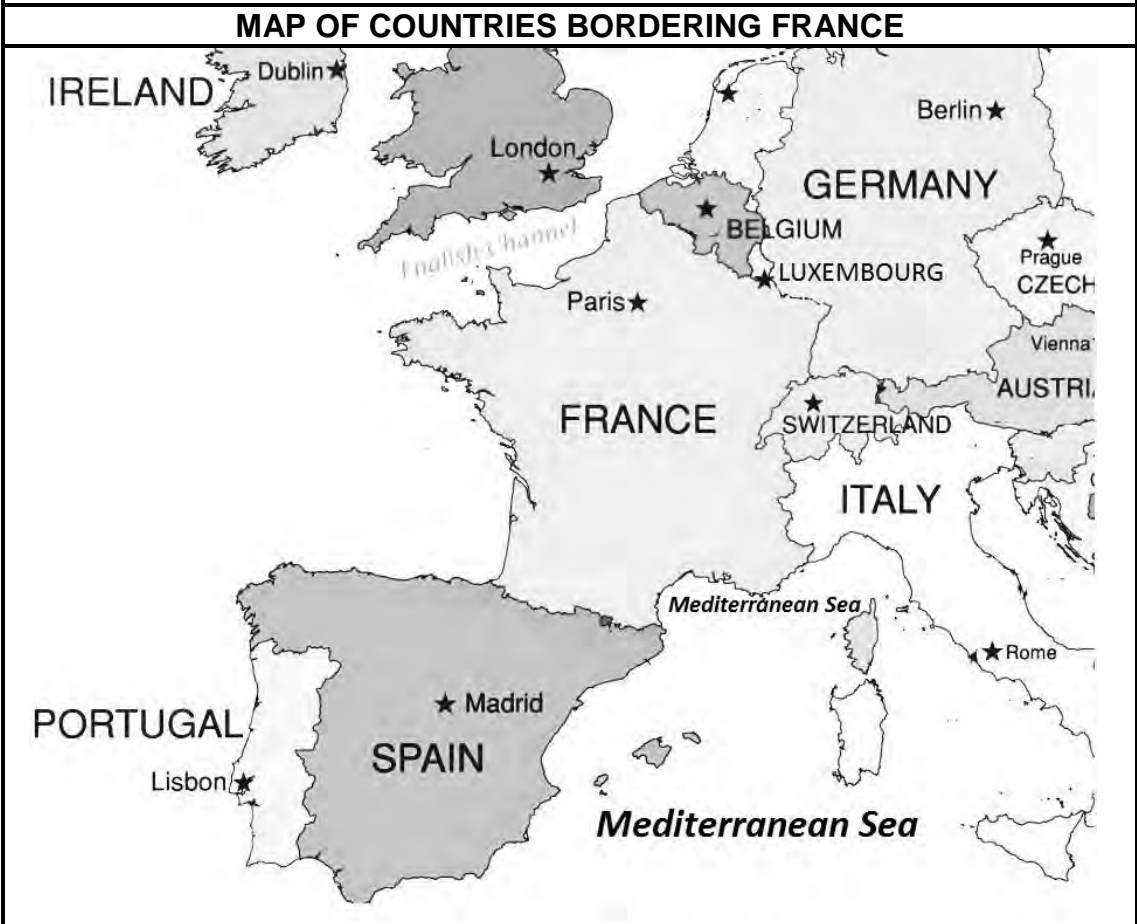 MAP OF COUNTRIES BORDERING FRANCE
IRELAND
Dublin
Berlin
London
GERMANY
BELGIUM
English Channel
Prague
LUXEMBOURG
CZECH
Paris
Vienna
AUSTRIA
FRANCE
SWITZERLAND
ITALY
Mediterranean Sea
Rome
Madrid
PORTUGAL
SPAIN
Lisbon
Mediterranean Sea